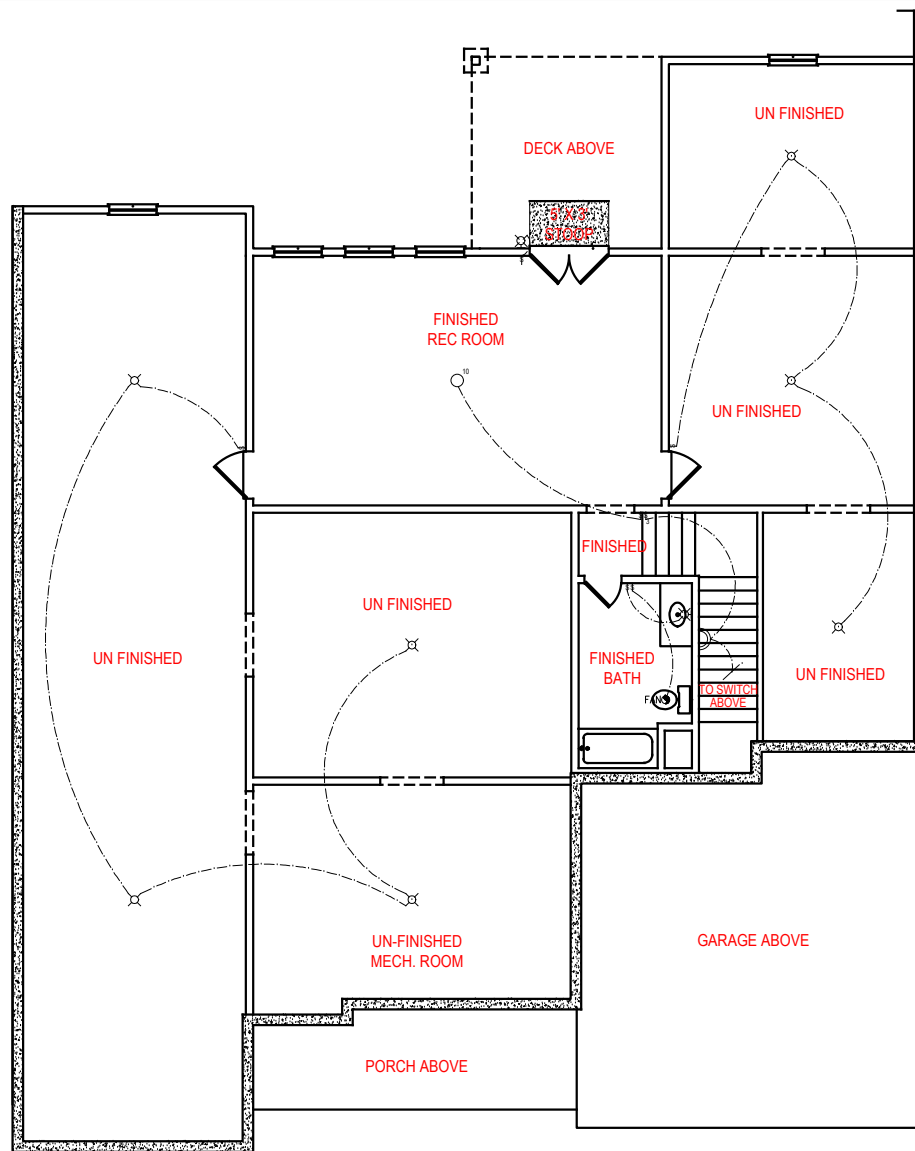 UN FINISHED
DECK ABOVE
5' X 3'
STOOP
FINISHED
REC ROOM
10
UN FINISHED
FINISHED
3
UN FINISHED
UN FINISHED
FINISHED
BATH
UN FINISHED
TO SWITCH
ABOVE
FAN
UN-FINISHED
MECH. ROOM
GARAGE ABOVE
PORCH ABOVE